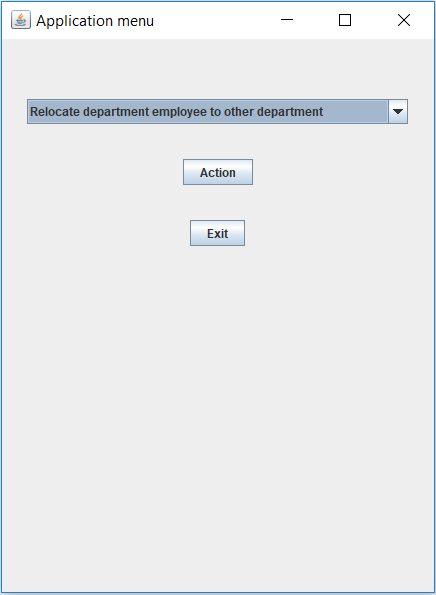 Application menu
Relocate department employee to other department
Action
Exit